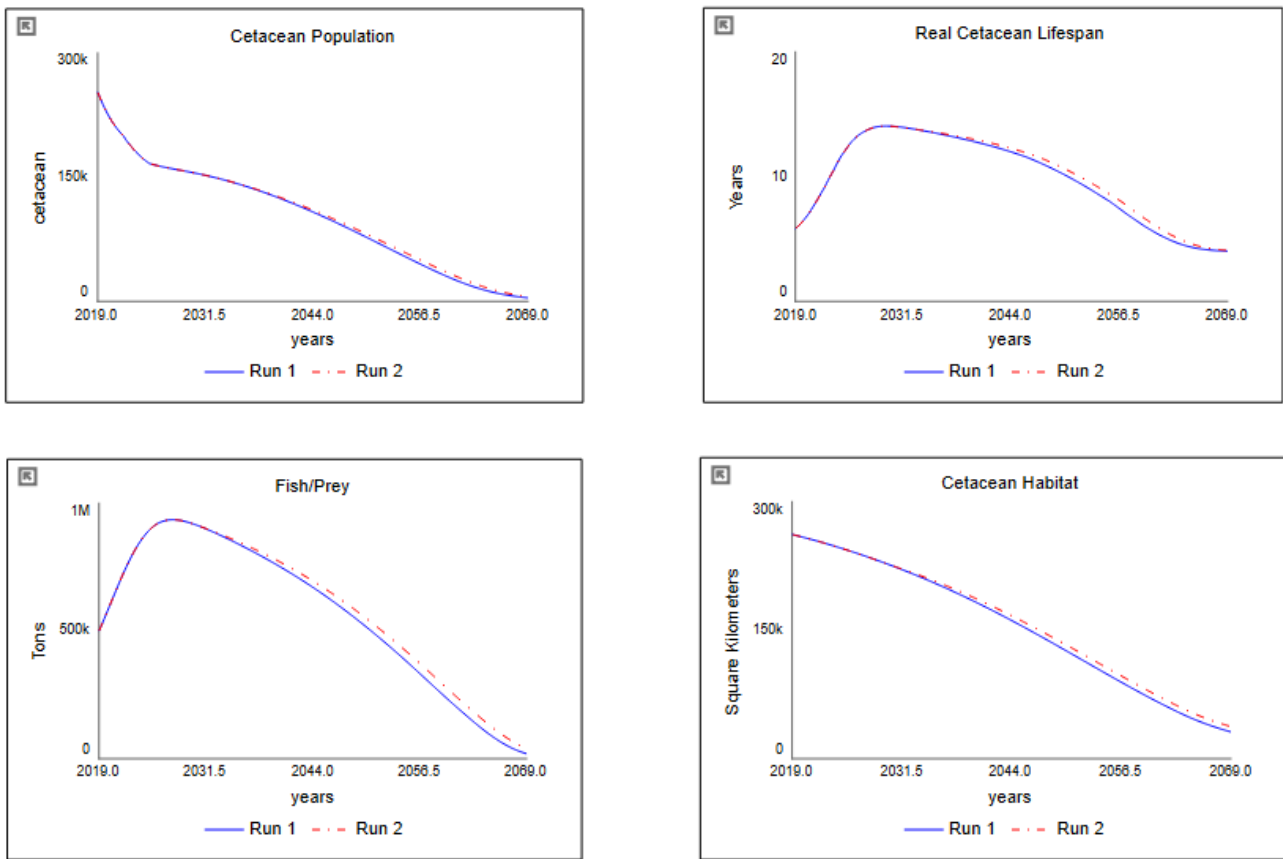 Cetacean Population
300k
150k
0
cetacean
2019.0 2031.5 2044.0 2056.5 2069.0
years
Run 1 Run 2
Real Cetacean Lifespan
20
10
0
Years
2019.0 2031.5 2044.0 2056.5 2069.0
years
Run 1 Run 2
Fish/Prey
1M
500k
0
Tons
2019.0 2031.5 2044.0 2056.5 2069.0
years
Run 1 Run 2
Cetacean Habitat
300k
150k
0
Square Kilometers
2019.0 2031.5 2044.0 2056.5 2069.0
years
Run 1 Run 2